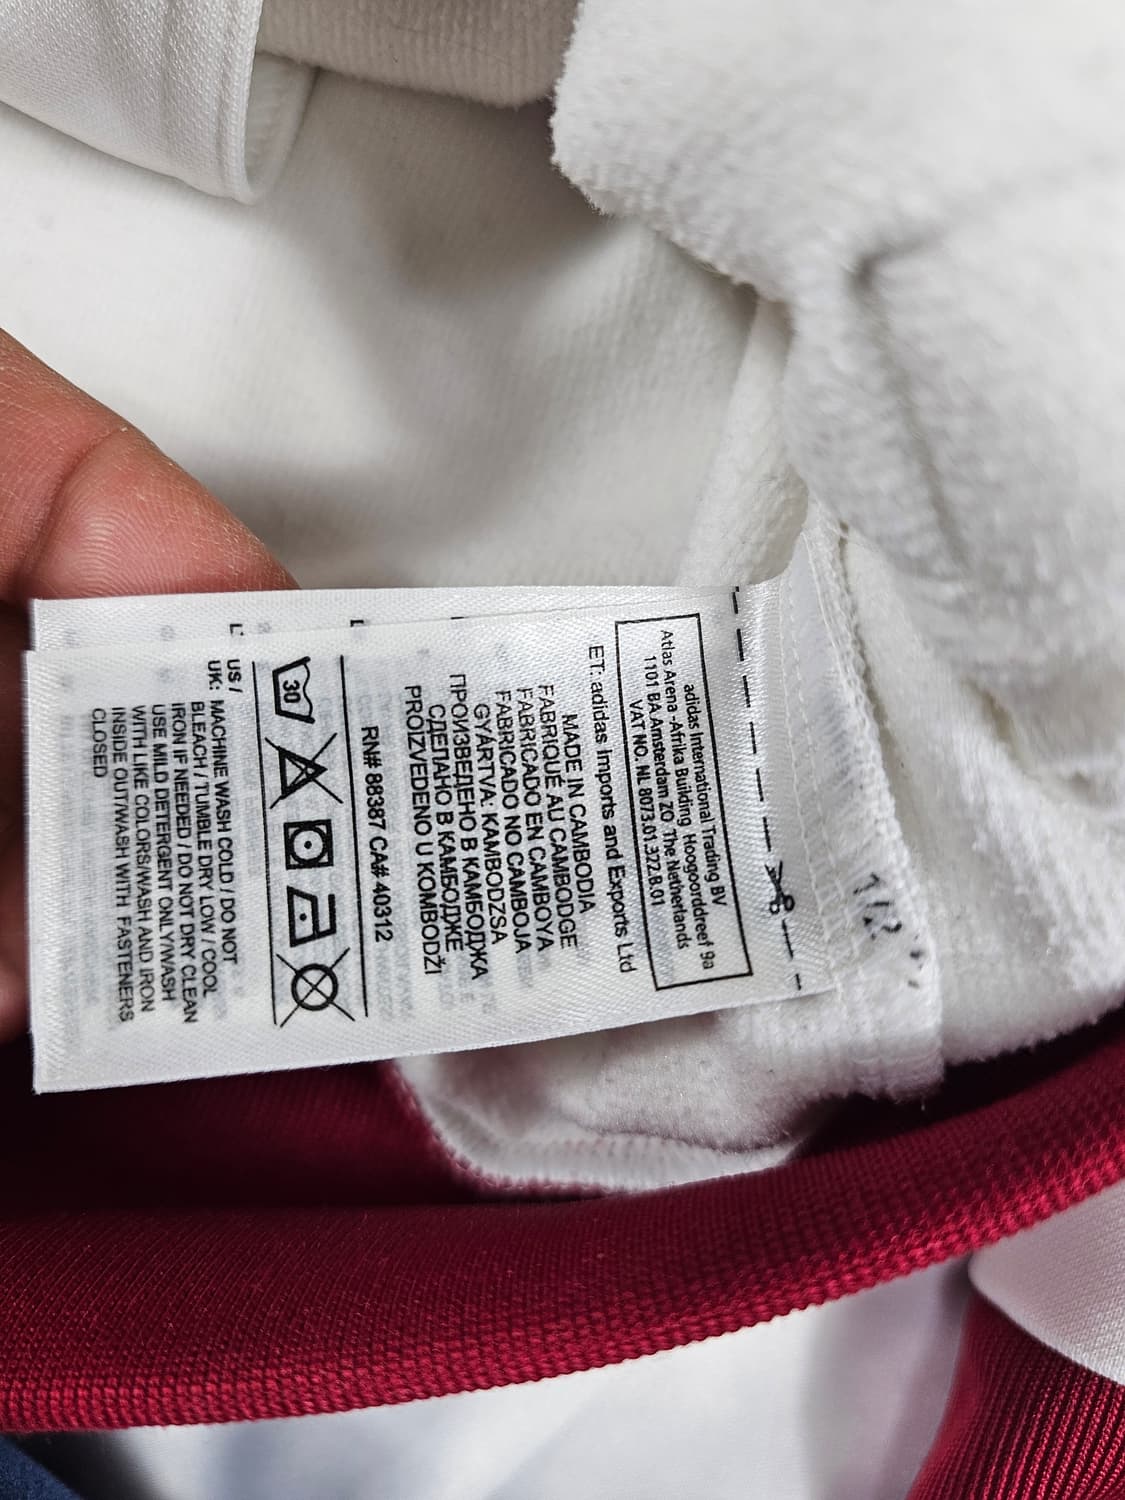 adidas International Trading BV
Atlas Arena -Afrika Building Hoogoorddreef 9a
1101 BA Amsterdam ZO The Netherlands
VAT NO. NL 8073.01.322.B.01
ET: adidas Imports and Exports Ltd
MADE IN CAMBODIA
FABRIQUÉ AU CAMBODGE
FABRICADO EN CAMBOYA
FABRICADO NO CAMBOJA
GYÁRTVA: KAMBODZSA
ПРОИЗВЕДЕНО В КАМБОДЖА
СДЕЛАНО В КАМБОДЖЕ
PROIZVEDENO U KOMBODŽI
RN# 88387 CA# 40312
30
US /
UK: MACHINE WASH COLD / DO NOT
BLEACH / TUMBLE DRY LOW / COOL
IRON IF NEEDED / DO NOT DRY CLEAN
USE MILD DETERGENT ONLY/WASH
WITH LIKE COLORS/WASH AND IRON
INSIDE OUT/WASH WITH FASTENERS
CLOSED